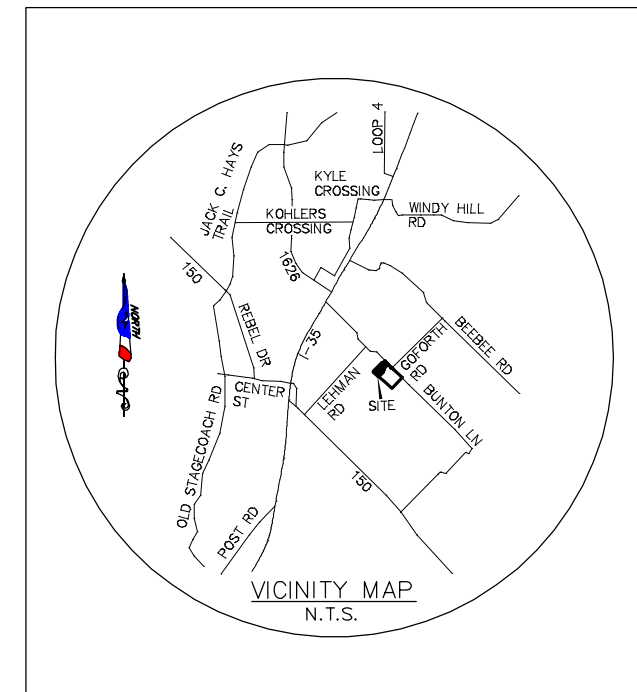 LOOP 4
JACK C. HAYS
TRAIL
KYLE
CROSSING
WINDY HILL
RD
KOHLERS
CROSSING
150
1626
NORTH
REBEL DR
I-35
BEEBEE RD
GOFORTH
RD
LEHMAN
RD
SITE
BUNTON LN
CENTER
ST
OLD STAGECOACH RD
150
POST RD
VICINITY MAP
N.T.S.